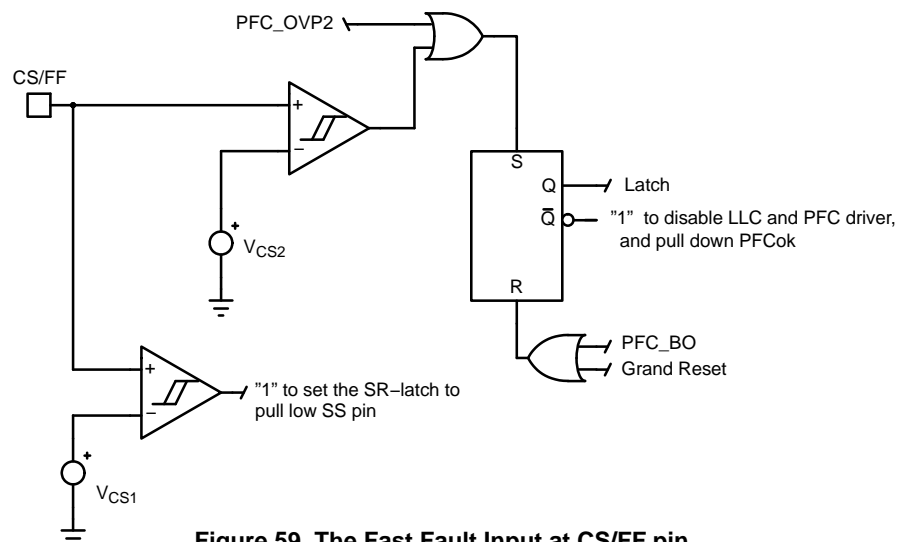 PFC_OVP2
CS/FF
+
−
+
VCS2
S
Q
Latch
Q̅
”1” to disable LLC and PFC driver,
and pull down PFCok
R
PFC_BO
Grand Reset
+
−
”1” to set the SR−latch to
pull low SS pin
+
VCS1
Figure 59. The Fast Fault Input at CS/FF pin